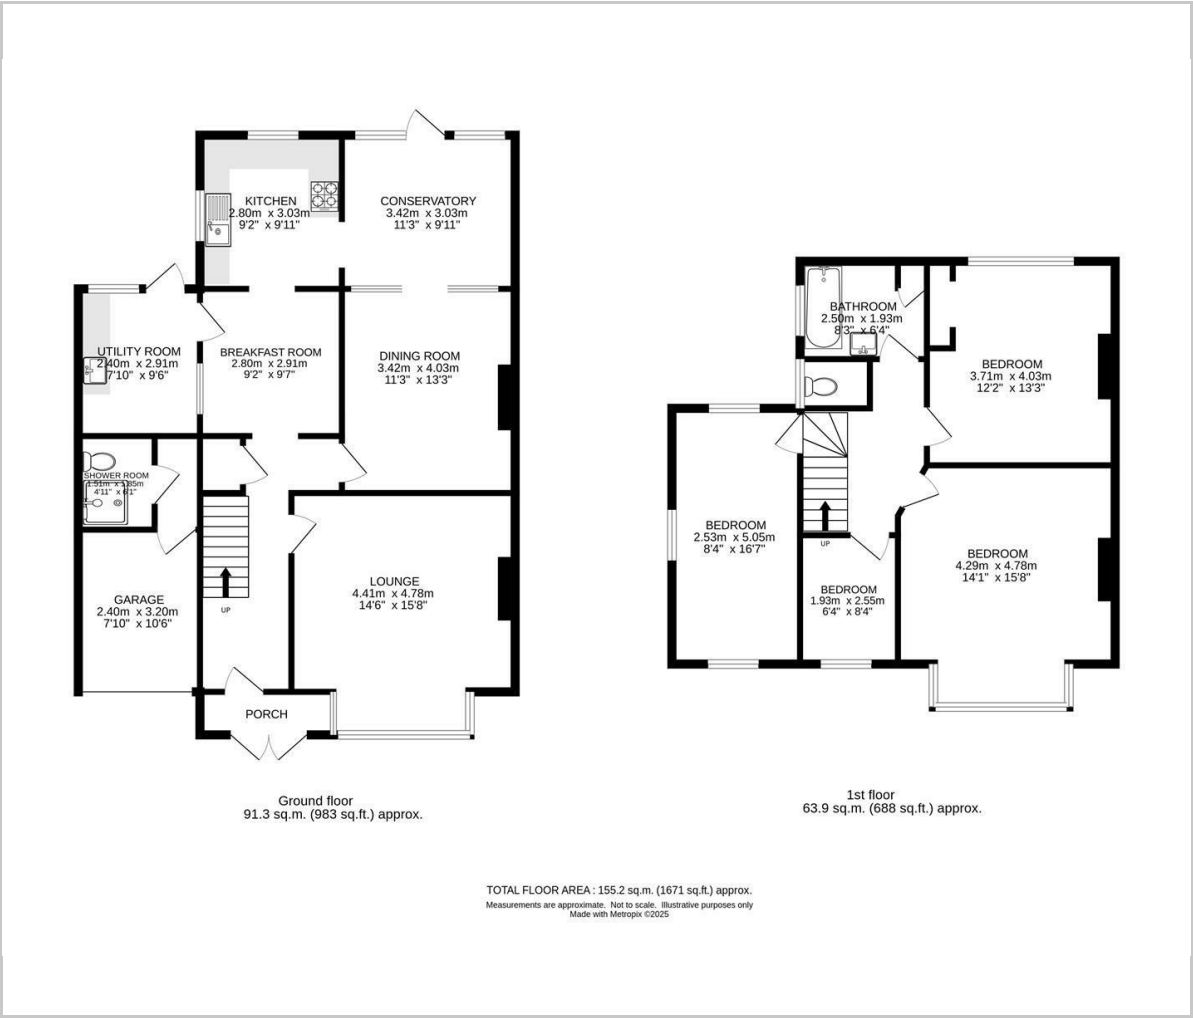 KITCHEN
2.80m x 3.03m
9'2" x 9'11"
CONSERVATORY
3.42m x 3.03m
11'3" x 9'11"
UTILITY ROOM
2.40m x 2.91m
7'10" x 9'6"
BREAKFAST ROOM
2.80m x 2.91m
9'2" x 9'7"
DINING ROOM
3.42m x 4.03m
11'3" x 13'3"
SHOWER ROOM
1.51m x 1.85m
4'11" x 6'1"
GARAGE
2.40m x 3.20m
7'10" x 10'6"
UP
LOUNGE
4.41m x 4.78m
14'6" x 15'8"
PORCH
Ground floor
91.3 sq.m. (983 sq.ft.) approx.
BATHROOM
2.50m x 1.93m
8'3" x 6'4"
BEDROOM
3.71m x 4.03m
12'2" x 13'3"
BEDROOM
2.53m x 5.05m
8'4" x 16'7"
UP
BEDROOM
1.93m x 2.55m
6'4" x 8'4"
BEDROOM
4.29m x 4.78m
14'1" x 15'8"
1st floor
63.9 sq.m. (688 sq.ft.) approx.
TOTAL FLOOR AREA : 155.2 sq.m. (1671 sq.ft.) approx.
Measurements are approximate. Not to scale. Illustrative purposes only
Made with Metropix ©2025